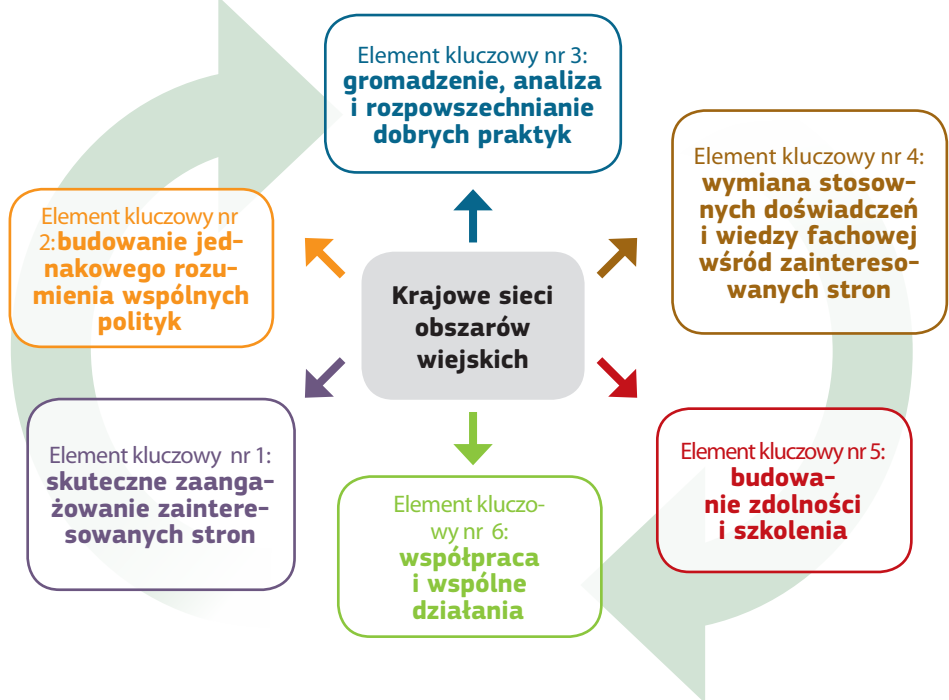 Element kluczowy nr 3:
gromadzenie, analiza
i rozpowszechnianie
dobrych praktyk
Element kluczowy nr 4:
wymiana stosow-
nych doświadczeń
i wiedzy fachowej
wśród zaintereso-
wanych stron
Element kluczowy nr
2:budowanie jed-
nakowego rozu-
mienia wspólnych
polityk
Krajowe sieci
obszarów
wiejskich
Element kluczowy nr 1:
skuteczne zaanga-
żowanie zaintere-
sowanych stron
Element kluczo-
wy nr 6:
współpraca
i wspólne
działania
Element kluczowy nr 5:
budowa-
nie zdolności
i szkolenia